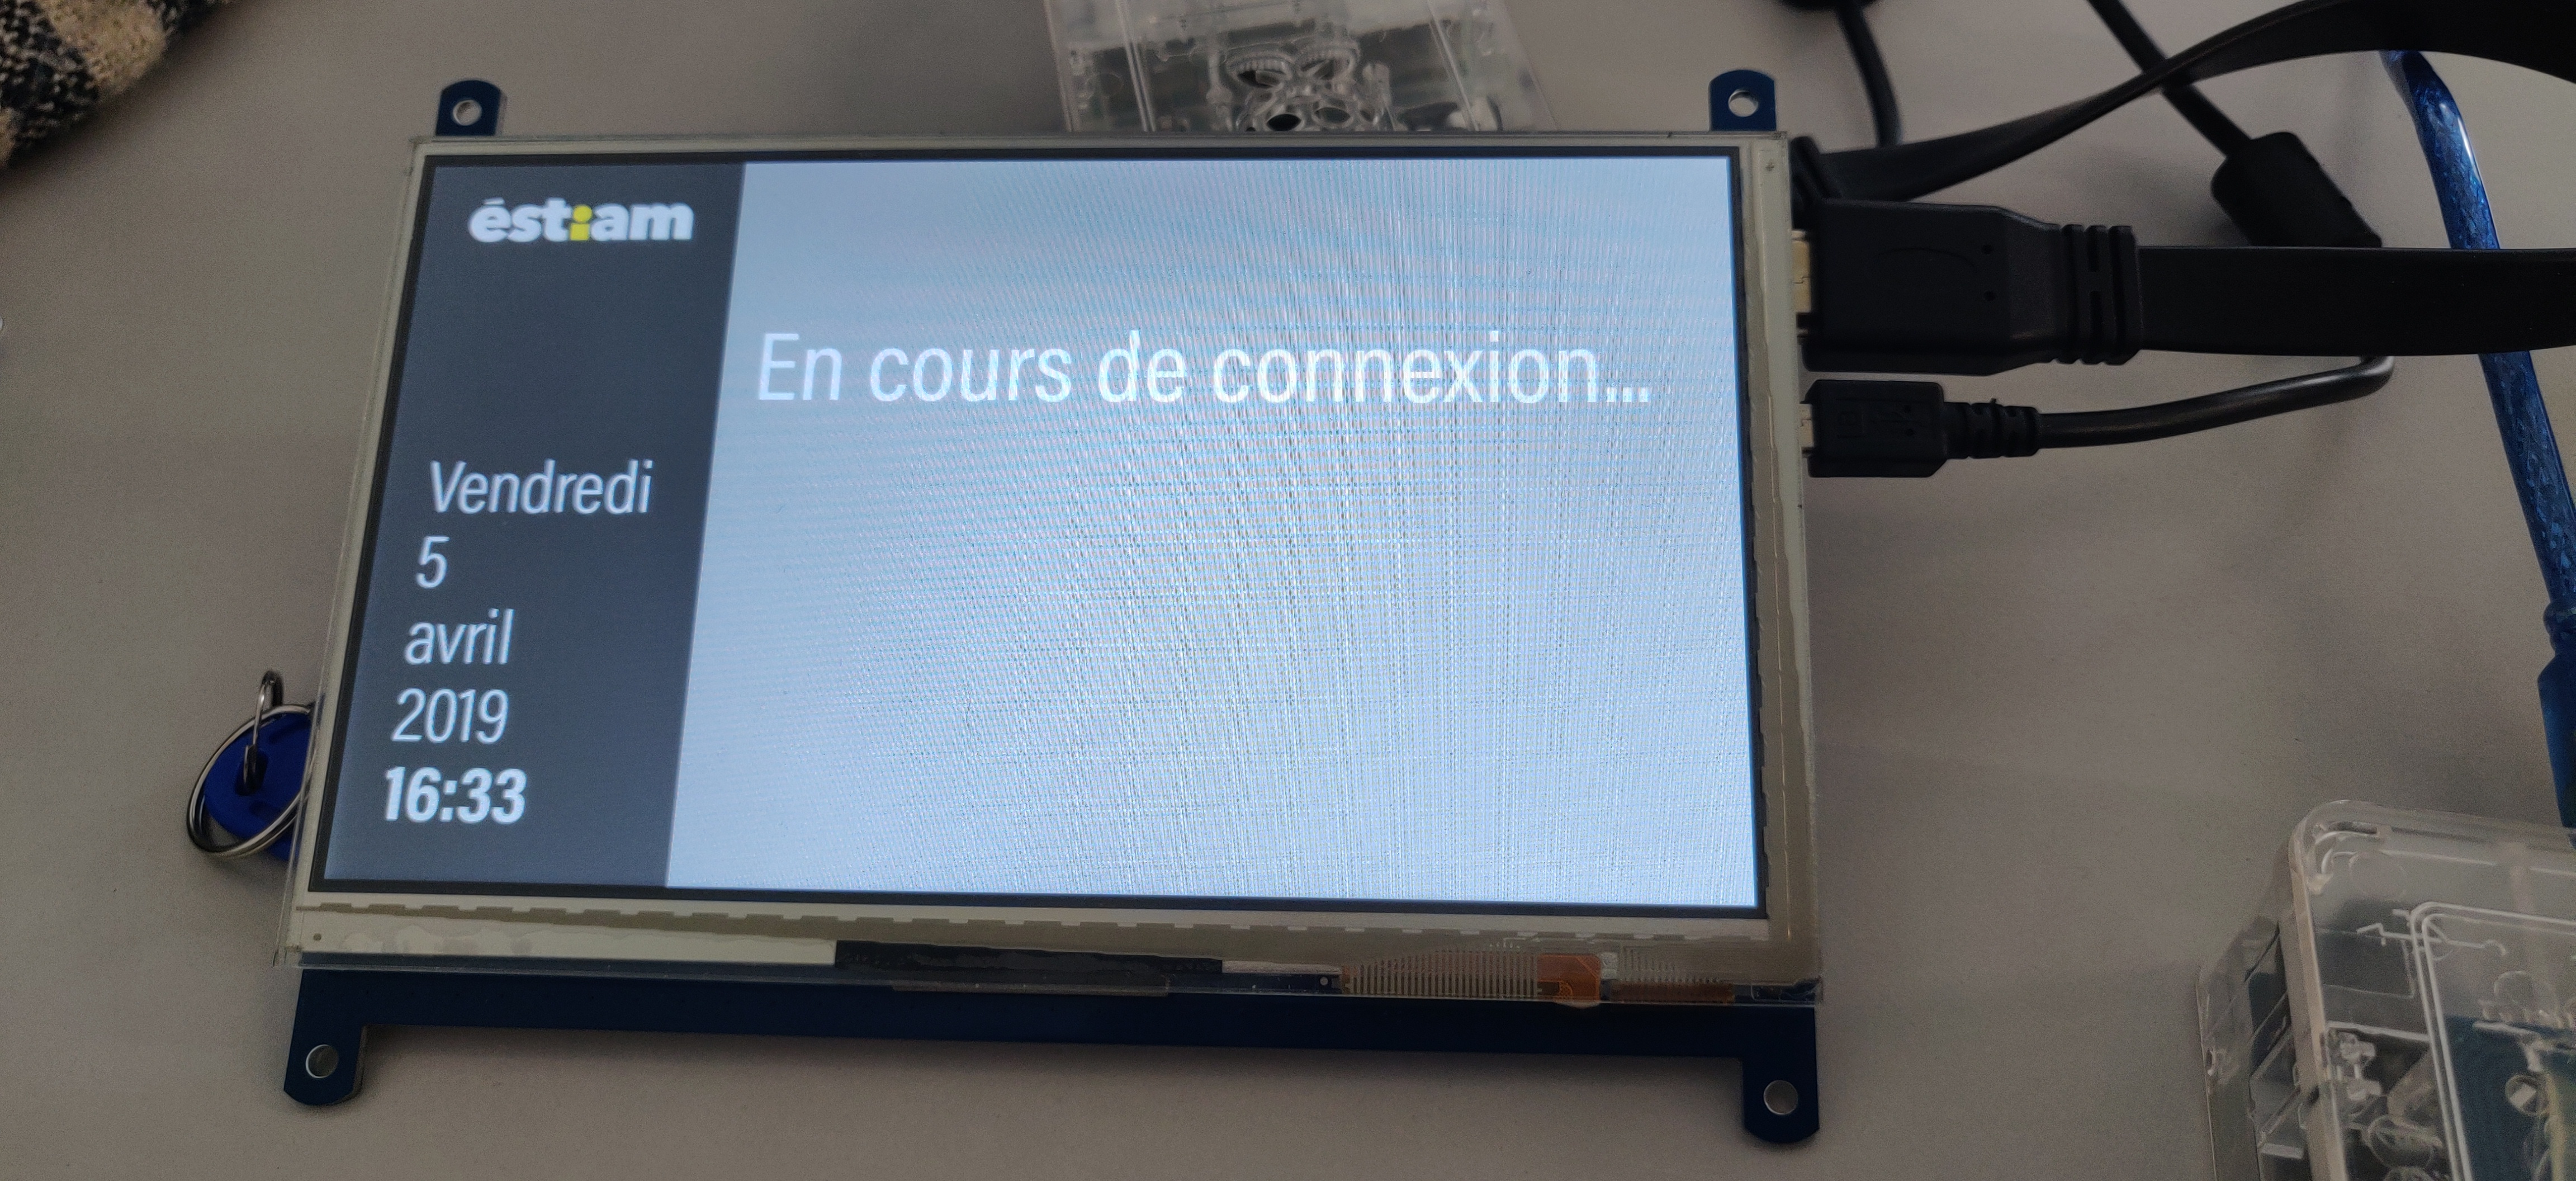 éstiam
En cours de connexion...
Vendredi
5
avril
2019
16:33